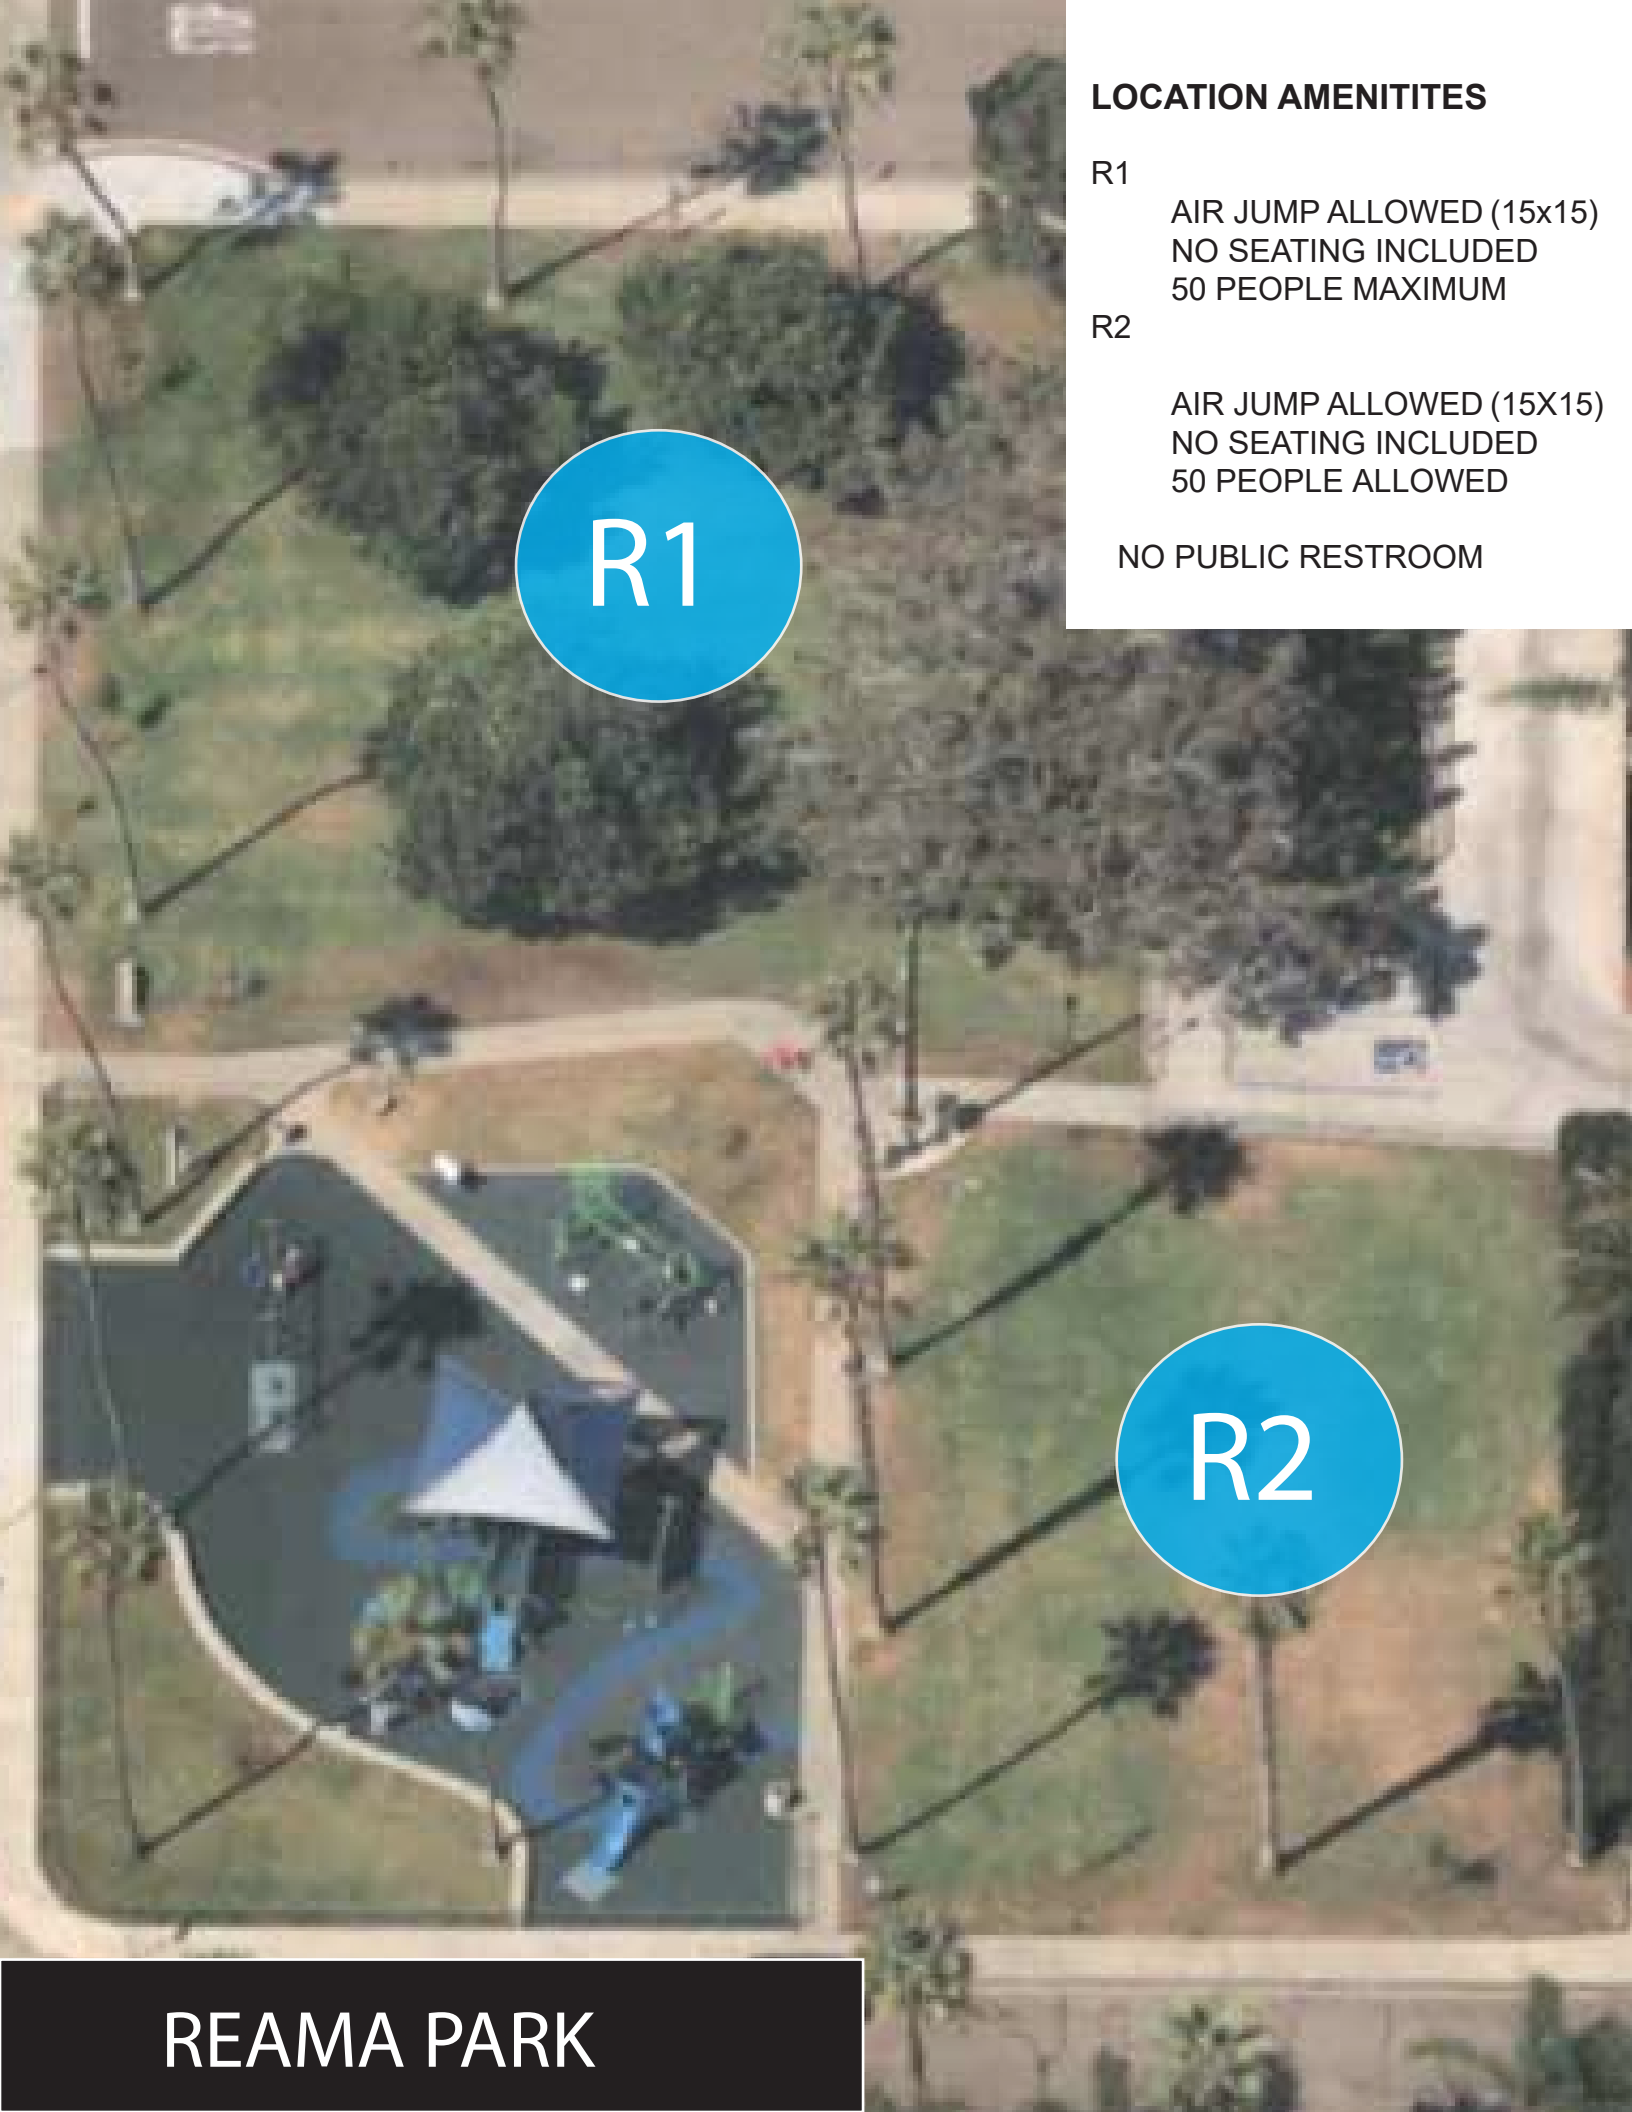 LOCATION AMENITITES
R1
AIR JUMP ALLOWED (15x15)
NO SEATING INCLUDED
50 PEOPLE MAXIMUM
R2
AIR JUMP ALLOWED (15X15)
NO SEATING INCLUDED
50 PEOPLE ALLOWED
NO PUBLIC RESTROOM
R1
R2
REAMA PARK